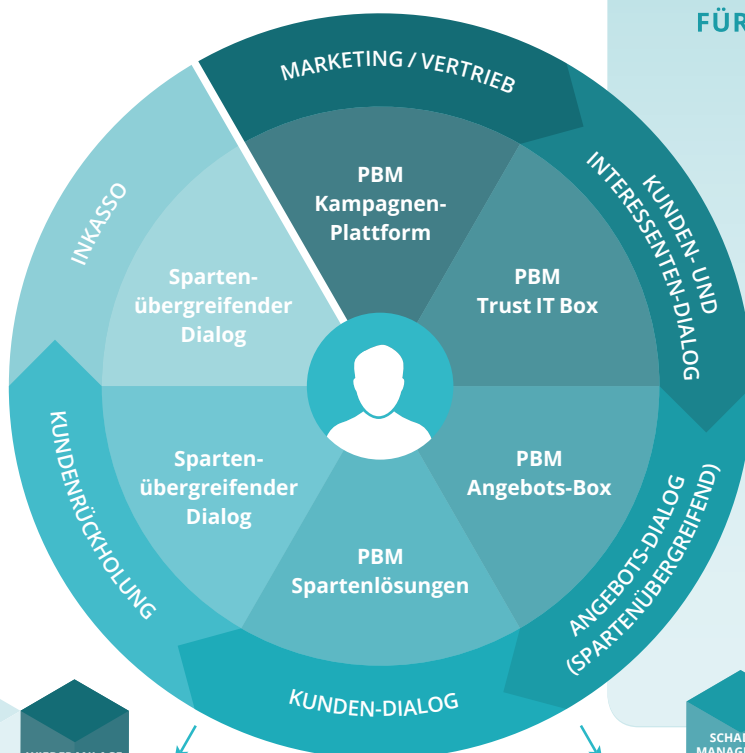 FÜR
MARKETING / VERTRIEB
KUNDEN- UND
INTERESSENTEN-DIALOG
ANGEBOTS-DIALOG
(SPARTENÜBERGREIFEND)
KUNDEN-DIALOG
KUNDENRÜCKHOLUNG
INKASSO
PBM
Kampagnen-
Plattform
PBM
Trust IT Box
PBM
Angebots-Box
PBM
Spartenlösungen
Sparten-
übergreifender
Dialog
Sparten-
übergreifender
Dialog